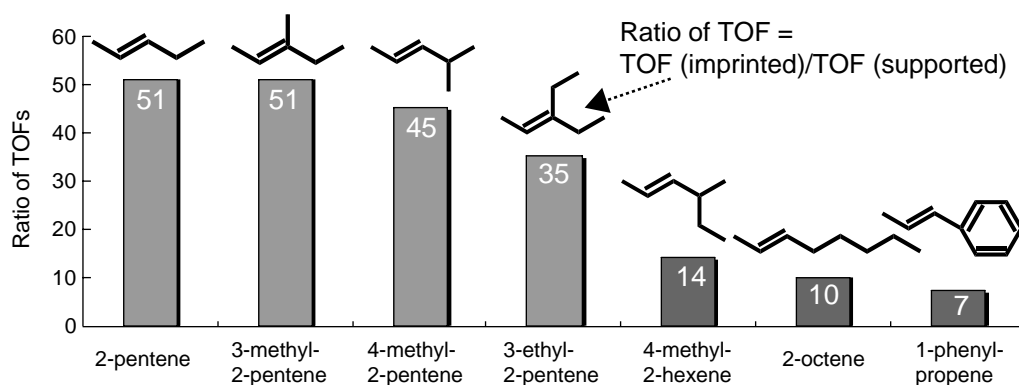 Ratio of TOF =
TOF (imprinted)/TOF (supported)
Ratio of TOFs
60
50
40
30
20
10
0
51
51
45
35
14
10
7
2-pentene
3-methyl-
2-pentene
4-methyl-
2-pentene
3-ethyl-
2-pentene
4-methyl-
2-hexene
2-octene
1-phenyl-
propene